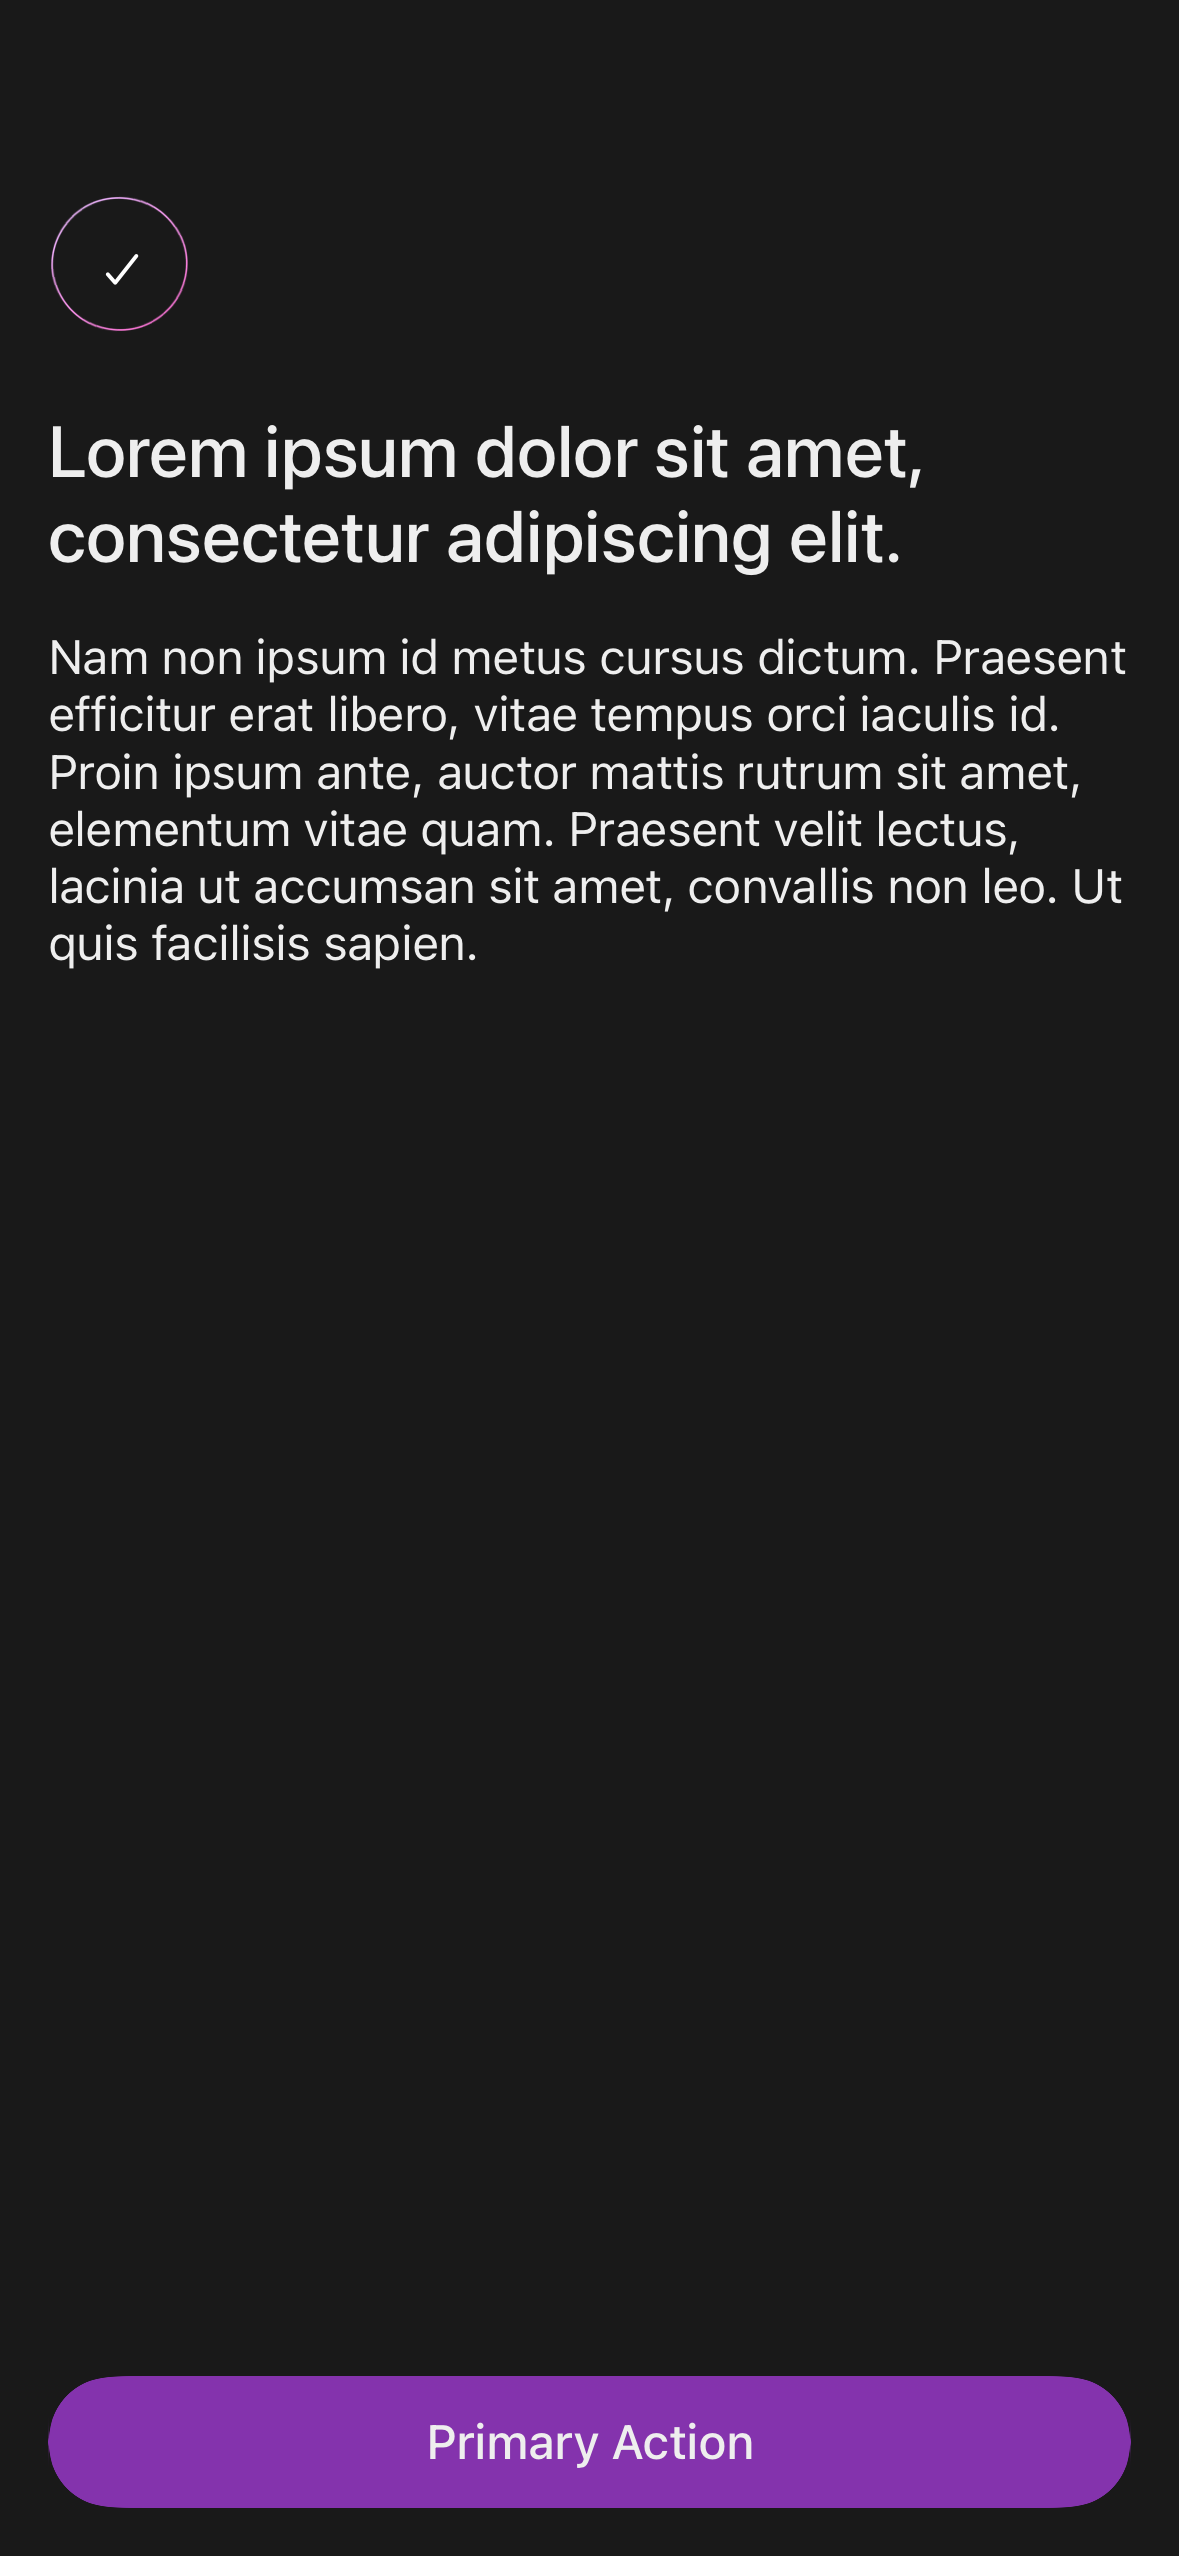 Lorem ipsum dolor sit amet,
consectetur adipiscing elit.
Nam non ipsum id metus cursus dictum. Praesent
efficitur erat libero, vitae tempus orci iaculis id.
Proin ipsum ante, auctor mattis rutrum sit amet,
elementum vitae quam. Praesent velit lectus,
lacinia ut accumsan sit amet, convallis non leo. Ut
quis facilisis sapien.
Primary Action